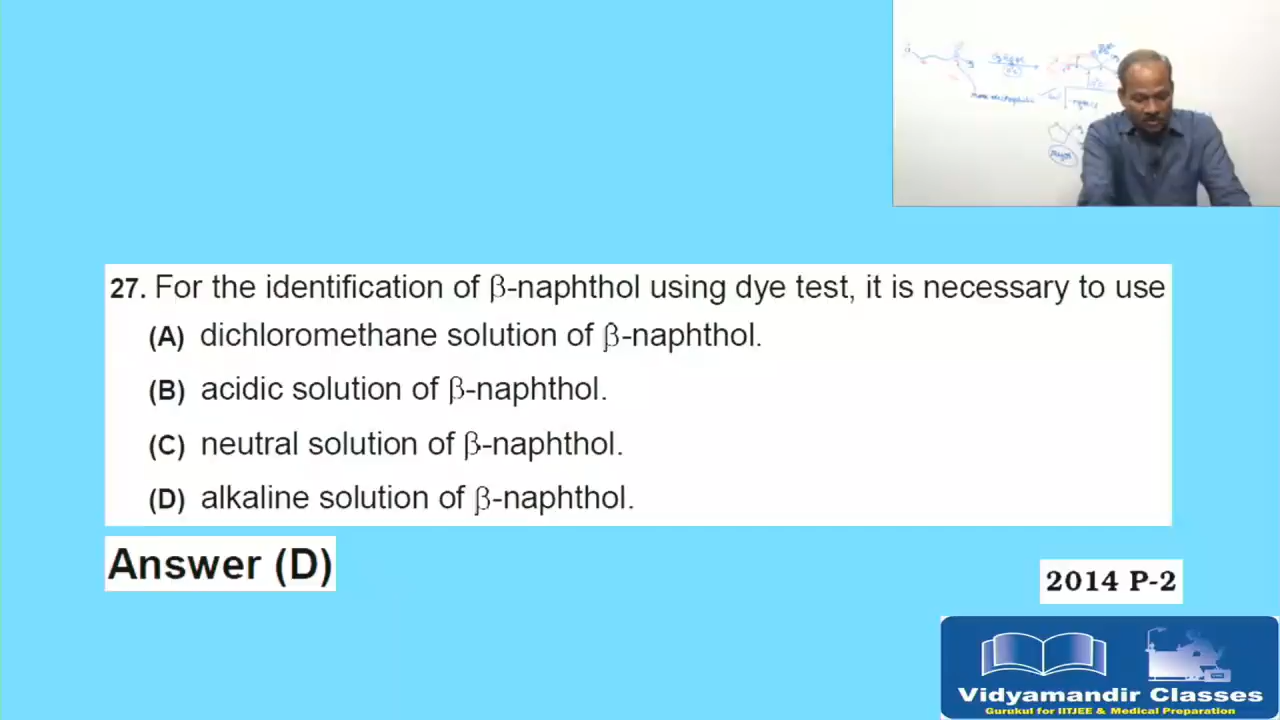 27. For the identification of β-naphthol using dye test, it is necessary to use
(A) dichloromethane solution of β-naphthol.
(B) acidic solution of β-naphthol.
(C) neutral solution of β-naphthol.
(D) alkaline solution of β-naphthol.
Answer (D)
2014 P-2
Vidyamandir Classes
Gurukul for IITJEE & Medical Preparation